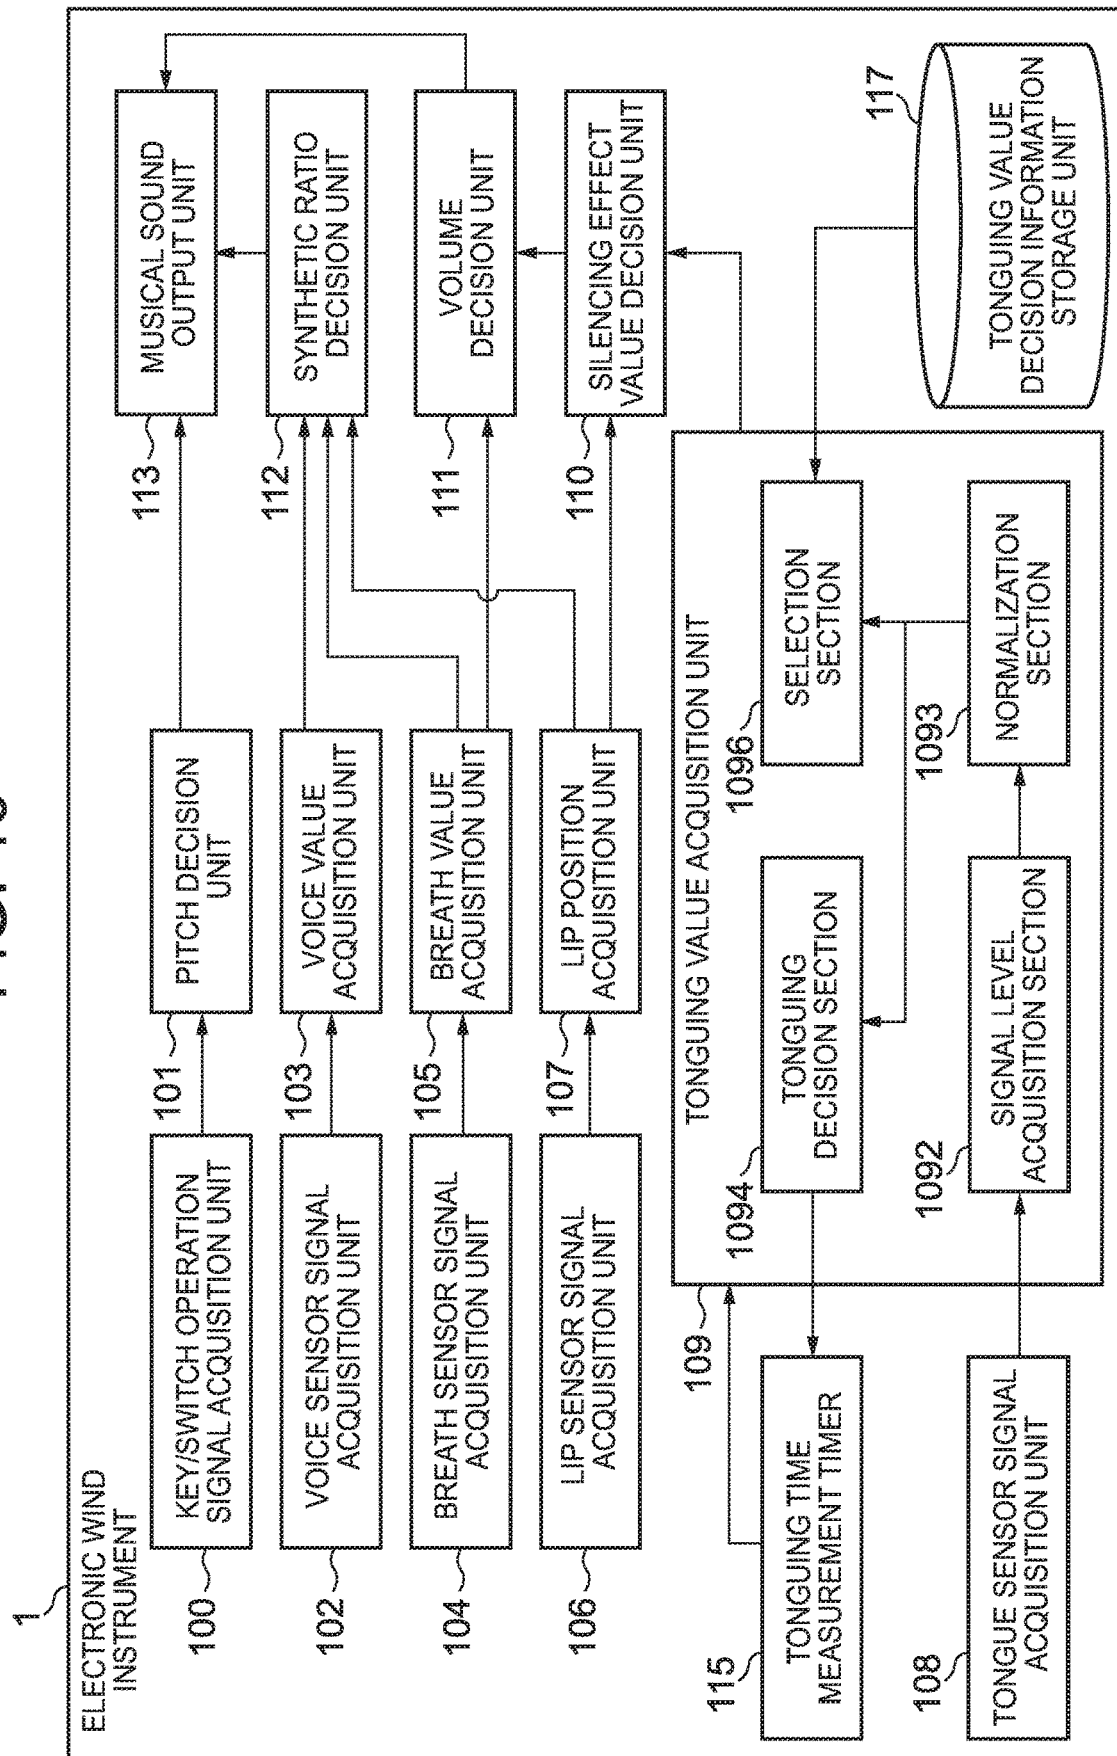 1
ELECTRONIC WIND
INSTRUMENT
KEY/SWITCH OPERATION
SIGNAL ACQUISITION UNIT
100
PITCH DECISION
UNIT
101
MUSICAL SOUND
OUTPUT UNIT
113
VOICE SENSOR SIGNAL
ACQUISITION UNIT
102
VOICE VALUE
ACQUISITION UNIT
103
SYNTHETIC RATIO
DECISION UNIT
112
BREATH SENSOR SIGNAL
ACQUISITION UNIT
104
BREATH VALUE
ACQUISITION UNIT
105
VOLUME
DECISION UNIT
111
LIP SENSOR SIGNAL
ACQUISITION UNIT
106
LIP POSITION
ACQUISITION UNIT
107
SILENCING EFFECT
VALUE DECISION UNIT
110
109
TONGUING VALUE ACQUISITION UNIT
TONGUING TIME
MEASUREMENT TIMER
115
TONGUING
DECISION SECTION
1094
SELECTION
SECTION
1096
TONGUE SENSOR SIGNAL
ACQUISITION UNIT
108
SIGNAL LEVEL
ACQUISITION SECTION
1092
NORMALIZATION
SECTION
1093
117
TONGUING VALUE
DECISION INFORMATION
STORAGE UNIT